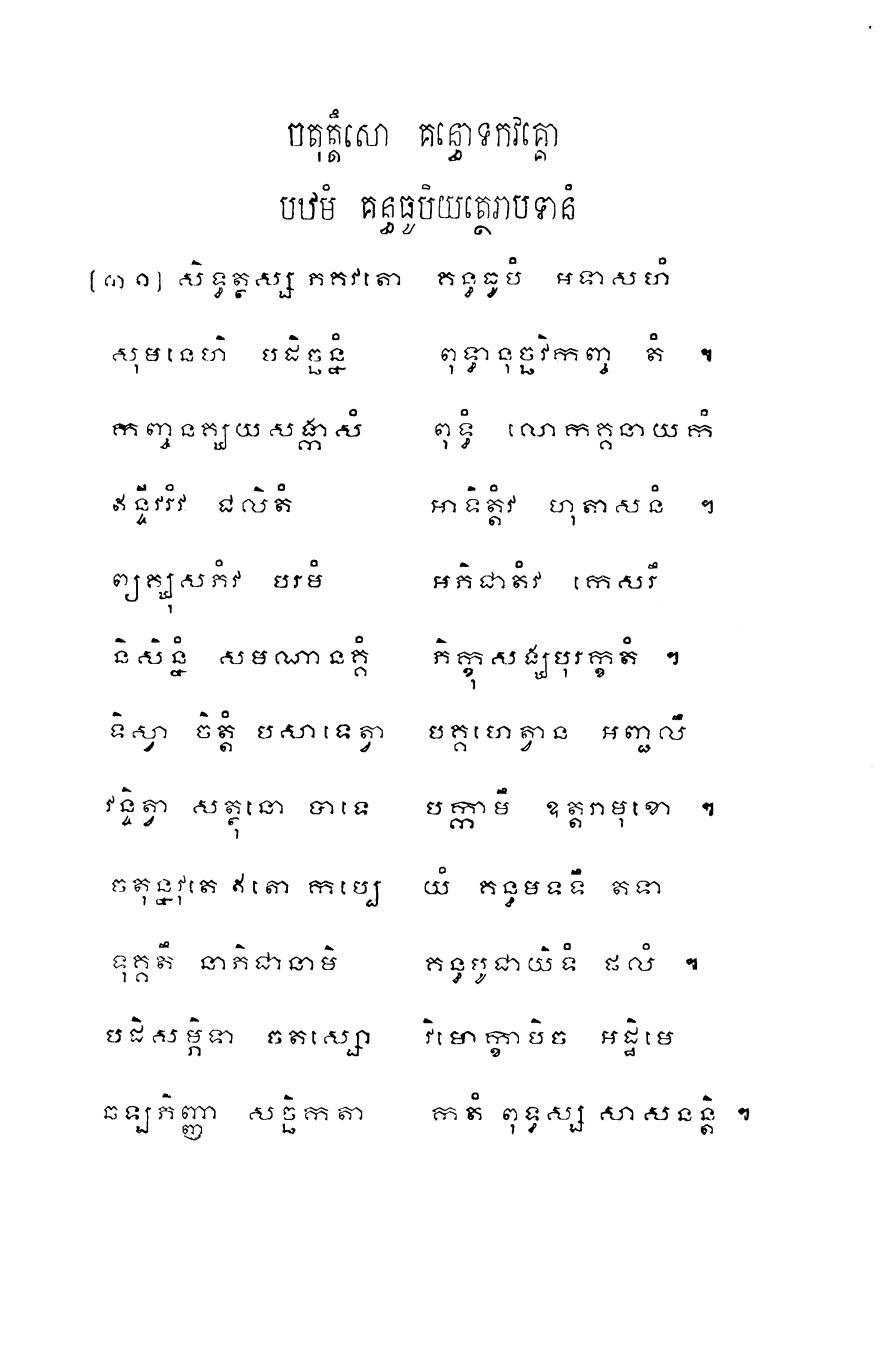 ចតុត្តឹសោ គន្ធោទកវគ្គោ
បឋមំ គន្ធធូបិយត្ថេរាបទានំ
[៣១] សិទ្ធត្ថស្ស ភគវតោ គន្ធធូបំ អទាសហំ
សុមនេហិ បដិច្ឆន្នំ ពុទ្ធានុច្ឆវិកញ្ច តំ ។
កញ្ចនគ្ឃិយសង្កាសំ ពុទ្ធំ លោកគ្គនាយកំ
ឥន្ទីវរំវ ជលិតំ អាទិត្តំវ ហុតាសនំ ។
ព្យគ្ឃុសភំវ បវរំ អភិជាតំវ កេសរឹ
និសិន្នំ សមណានគ្គំ ភិក្ខុសង្ឃបុរក្ខតំ ។
ទិស្វា ចិត្តំ បសាទេត្វា បគ្គហេត្វាន អញ្ជលឹ
វន្ទិត្វា សត្ថុនោ បាទេ បក្កាមឹ ឧត្តរាមុខោ ។
ចតុន្នវុតេ ឥតោ កប្បេ យំ គន្ធមទទឹ តទា
ទុគ្គតឹ នាភិជានាមិ គន្ធបូជាយិទំ ផលំ ។
បដិសម្ភិទា ចតស្សោ វិមោក្ខាបិច អដ្ឋិមេ
ឆឡភិញ្ញា សច្ឆិកតា កតំ ពុទ្ធស្ស សាសនន្តិ ។